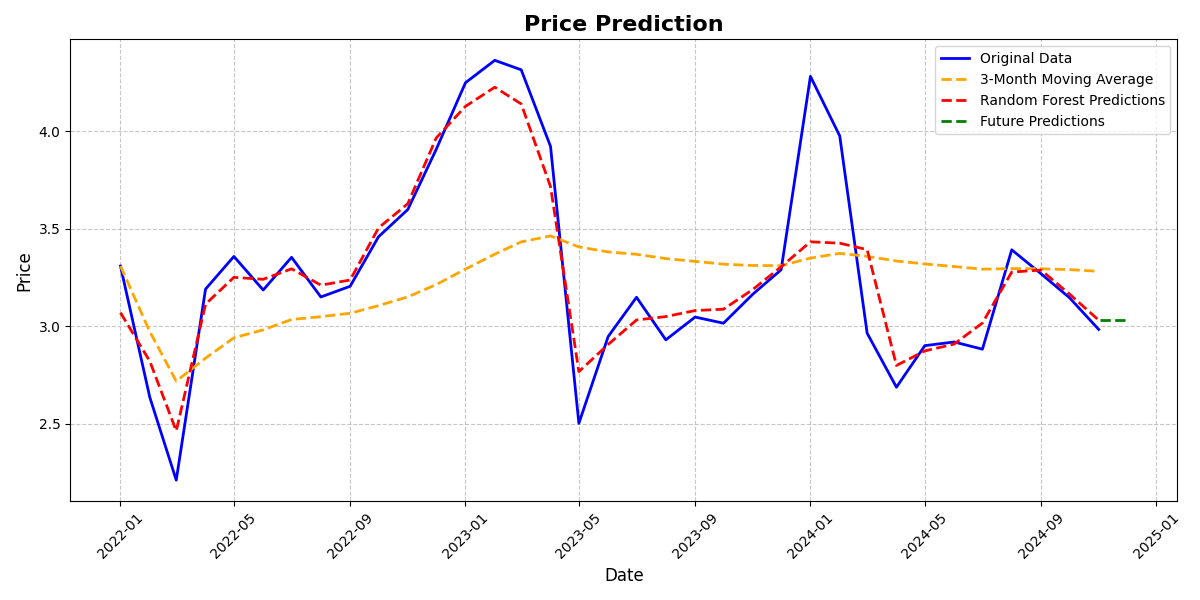 Price Prediction
Original Data
3-Month Moving Average
Random Forest Predictions
Future Predictions
Price
4.0
3.5
3.0
2.5
2022-01
2022-05
2022-09
2023-01
2023-05
2023-09
2024-01
2024-05
2024-09
2025-01
Date